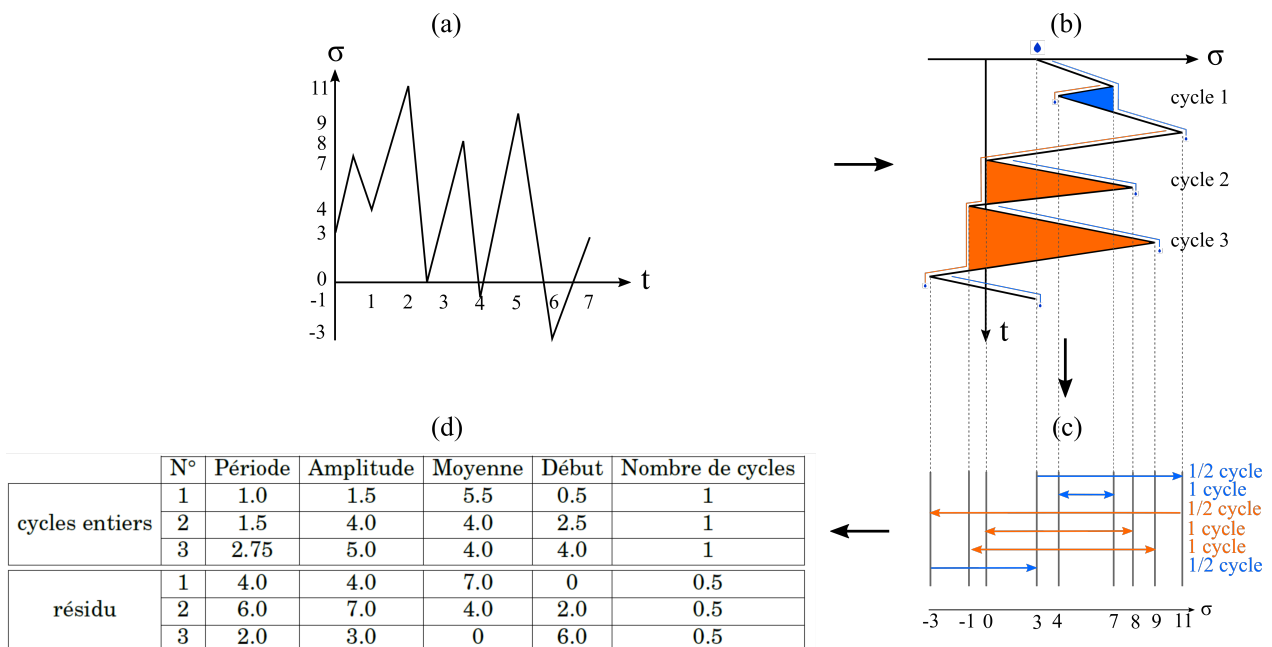 (a)
σ
11
9
8
7
4
3
0
-1
-3
1 2 3 4 5 6 7
t
(b)
σ
cycle 1
cycle 2
cycle 3
t
(c)
1/2 cycle
1 cycle
1/2 cycle
1 cycle
1 cycle
1/2 cycle
σ
-3 -1 0 3 4 7 8 9 11
(d)
N° Période Amplitude Moyenne Début Nombre de cycles
cycles entiers
1 1.0 1.5 5.5 0.5 1
2 1.5 4.0 4.0 2.5 1
3 2.75 5.0 4.0 4.0 1
résidu
1 4.0 4.0 7.0 0 0.5
2 6.0 7.0 4.0 2.0 0.5
3 2.0 3.0 0 6.0 0.5